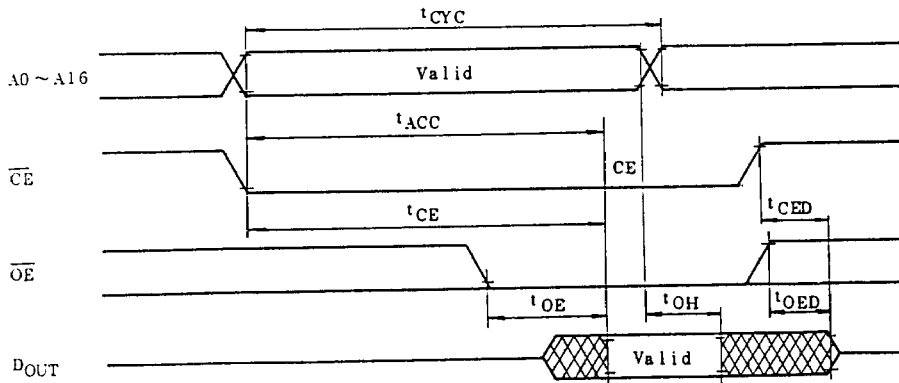 tCYC
A0~A16
Valid
tACC
CE
CE
tCED
tCE
OE
tOE
tOH
tOED
DOUT
Valid